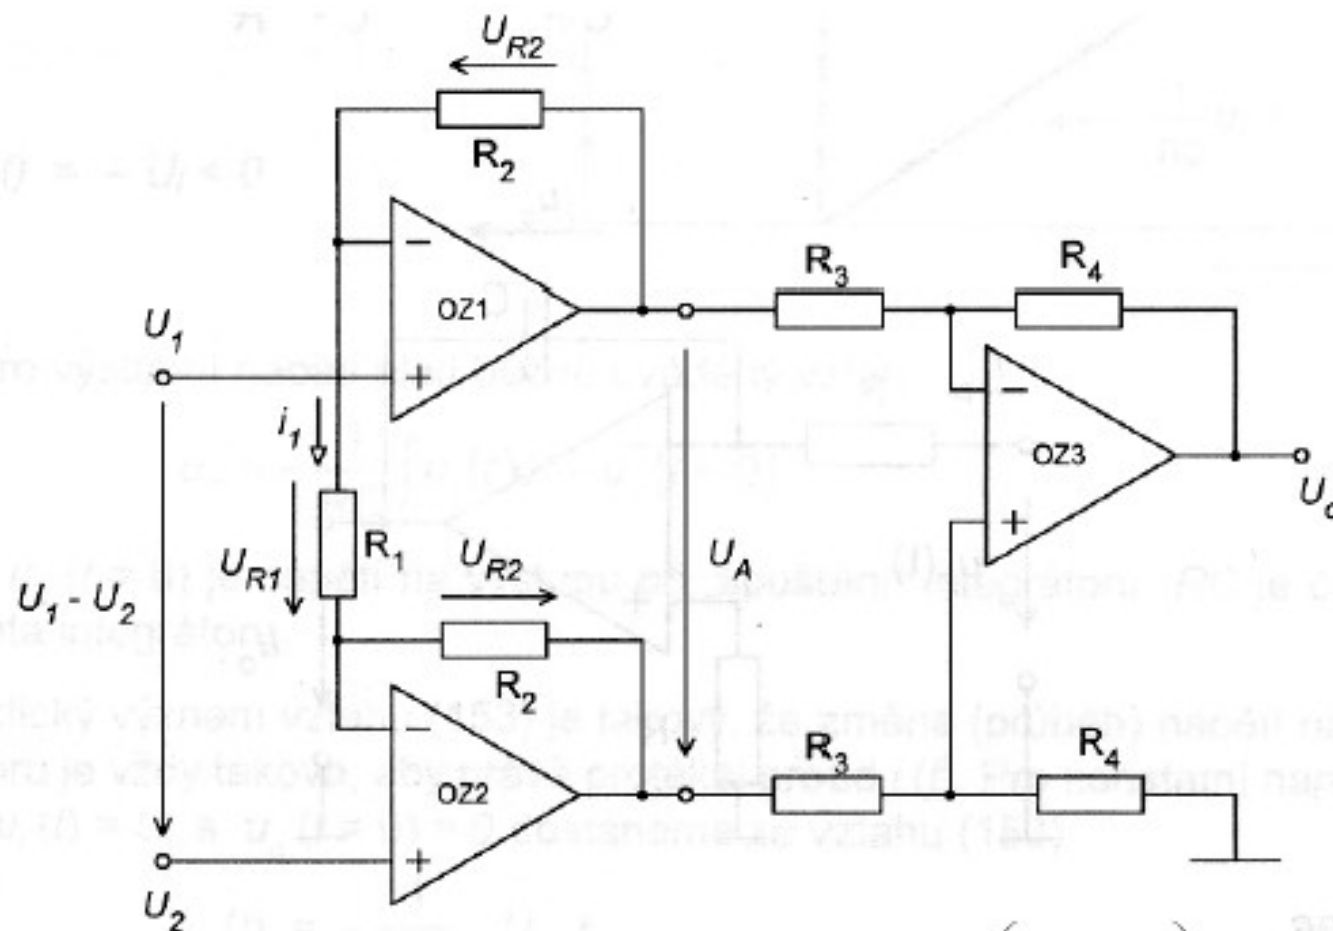 U_R2
R_2
−
OZ1
+
U_1
R_3
R_4
−
OZ3
+
i_1
U_R1
R_1
U_R2
U_A
U_1 - U_2
R_2
−
OZ2
+
R_3
R_4
U_2